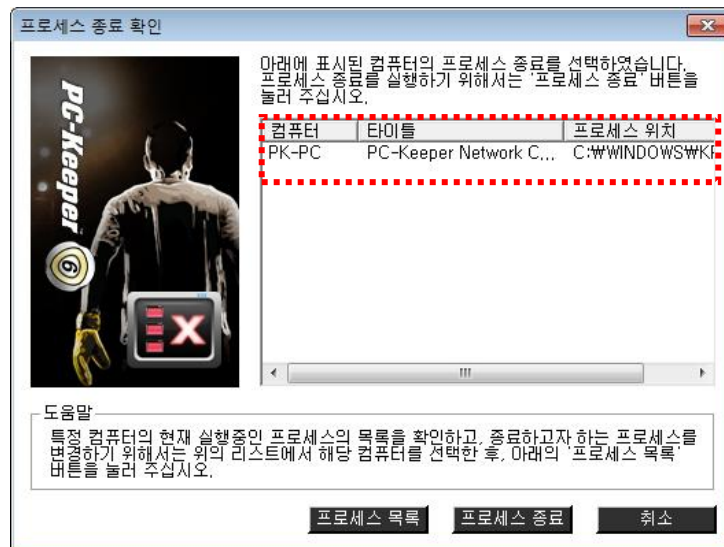 프로세스 종료 확인
아래에 표시된 컴퓨터의 프로세스 종료를 선택하였습니다.
프로세스 종료를 실행하기 위해서는 '프로세스 종료' 버튼을
눌러 주십시오.
PC-Keeper 6
컴퓨터 타이틀 프로세스 위치
PK-PC PC-Keeper Network C... C:₩WINDOWS₩
도움말
특정 컴퓨터의 현재 실행중인 프로세스의 목록을 확인하고, 종료하고자 하는 프로세스를
변경하기 위해서는 위의 리스트에서 해당 컴퓨터를 선택한 후, 아래의 '프로세스 목록'
버튼을 눌러 주십시오.
프로세스 목록 프로세스 종료 취소